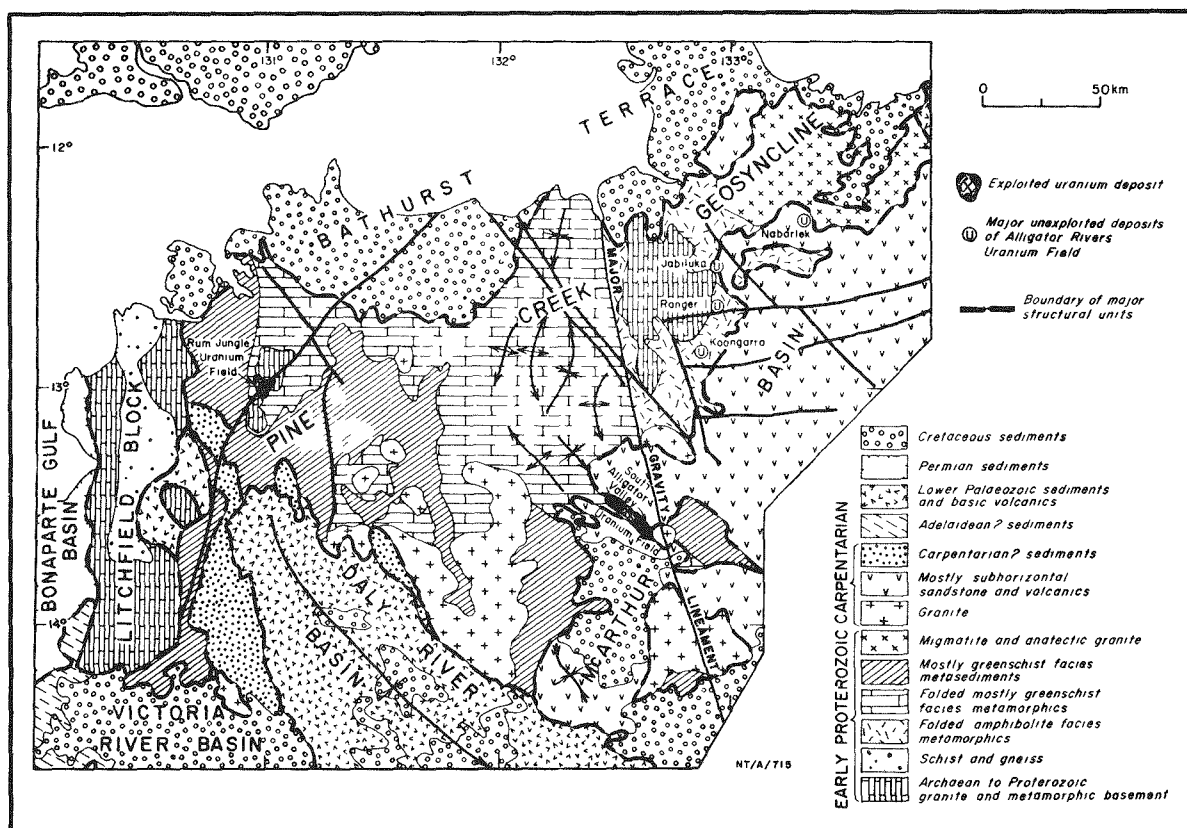 131°
132°
133°
12°
13°
14°
0 50 km
BATHURST TERRACE
PINE CREEK GEOSYNCLINE
MAJOR GRAVITY LINEAMENT
McARTHUR BASIN
DALY RIVER BASIN
LITCHFIELD BLOCK
BONAPARTE GULF BASIN
VICTORIA
RIVER BASIN
Rum Jungle
Uranium
Field
Nabarlek
Jabiluka
Ranger I
Koongarra
South
Alligator
Valley
Uranium Field
U
U
U
U
NT/A/715
Exploited uranium deposit
U
Major unexploited deposits
of Alligator Rivers
Uranium Field
Boundary of major
structural units
Cretaceous sediments
Permian sediments
Lower Palaeozoic sediments
and basic volcanics
Adelaidean? sediments
EARLY PROTEROZOIC CARPENTARIAN
Carpentarian? sediments
Mostly subhorizontal
sandstone and volcanics
Granite
Migmatite and anatectic granite
Mostly greenschist facies
metasediments
Folded mostly greenschist
facies metamorphics
Folded amphibolite facies
metamorphics
Schist and gneiss
Archaean to Proterozoic
granite and metamorphic basement